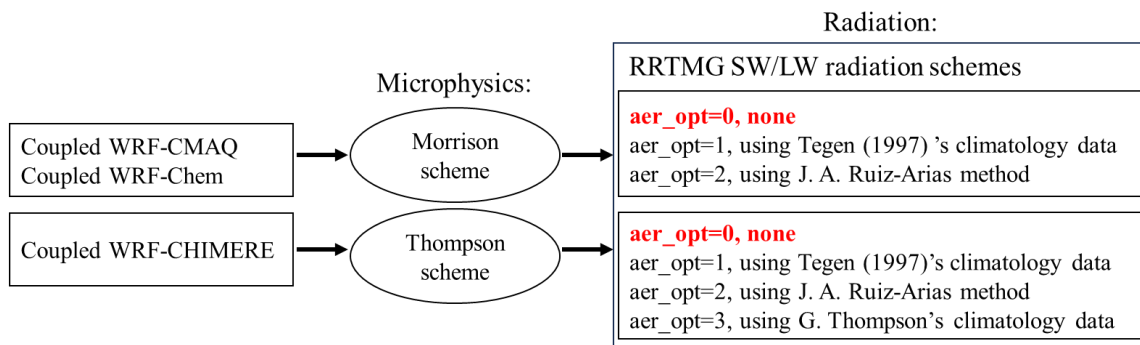 Radiation:
RRTMG SW/LW radiation schemes
Microphysics:
Coupled WRF-CMAQ
Coupled WRF-Chem
Morrison
scheme
aer_opt=0, none
aer_opt=1, using Tegen (1997) 's climatology data
aer_opt=2, using J. A. Ruiz-Arias method
Coupled WRF-CHIMERE
Thompson
scheme
aer_opt=0, none
aer_opt=1, using Tegen (1997)'s climatology data
aer_opt=2, using J. A. Ruiz-Arias method
aer_opt=3, using G. Thompson's climatology data